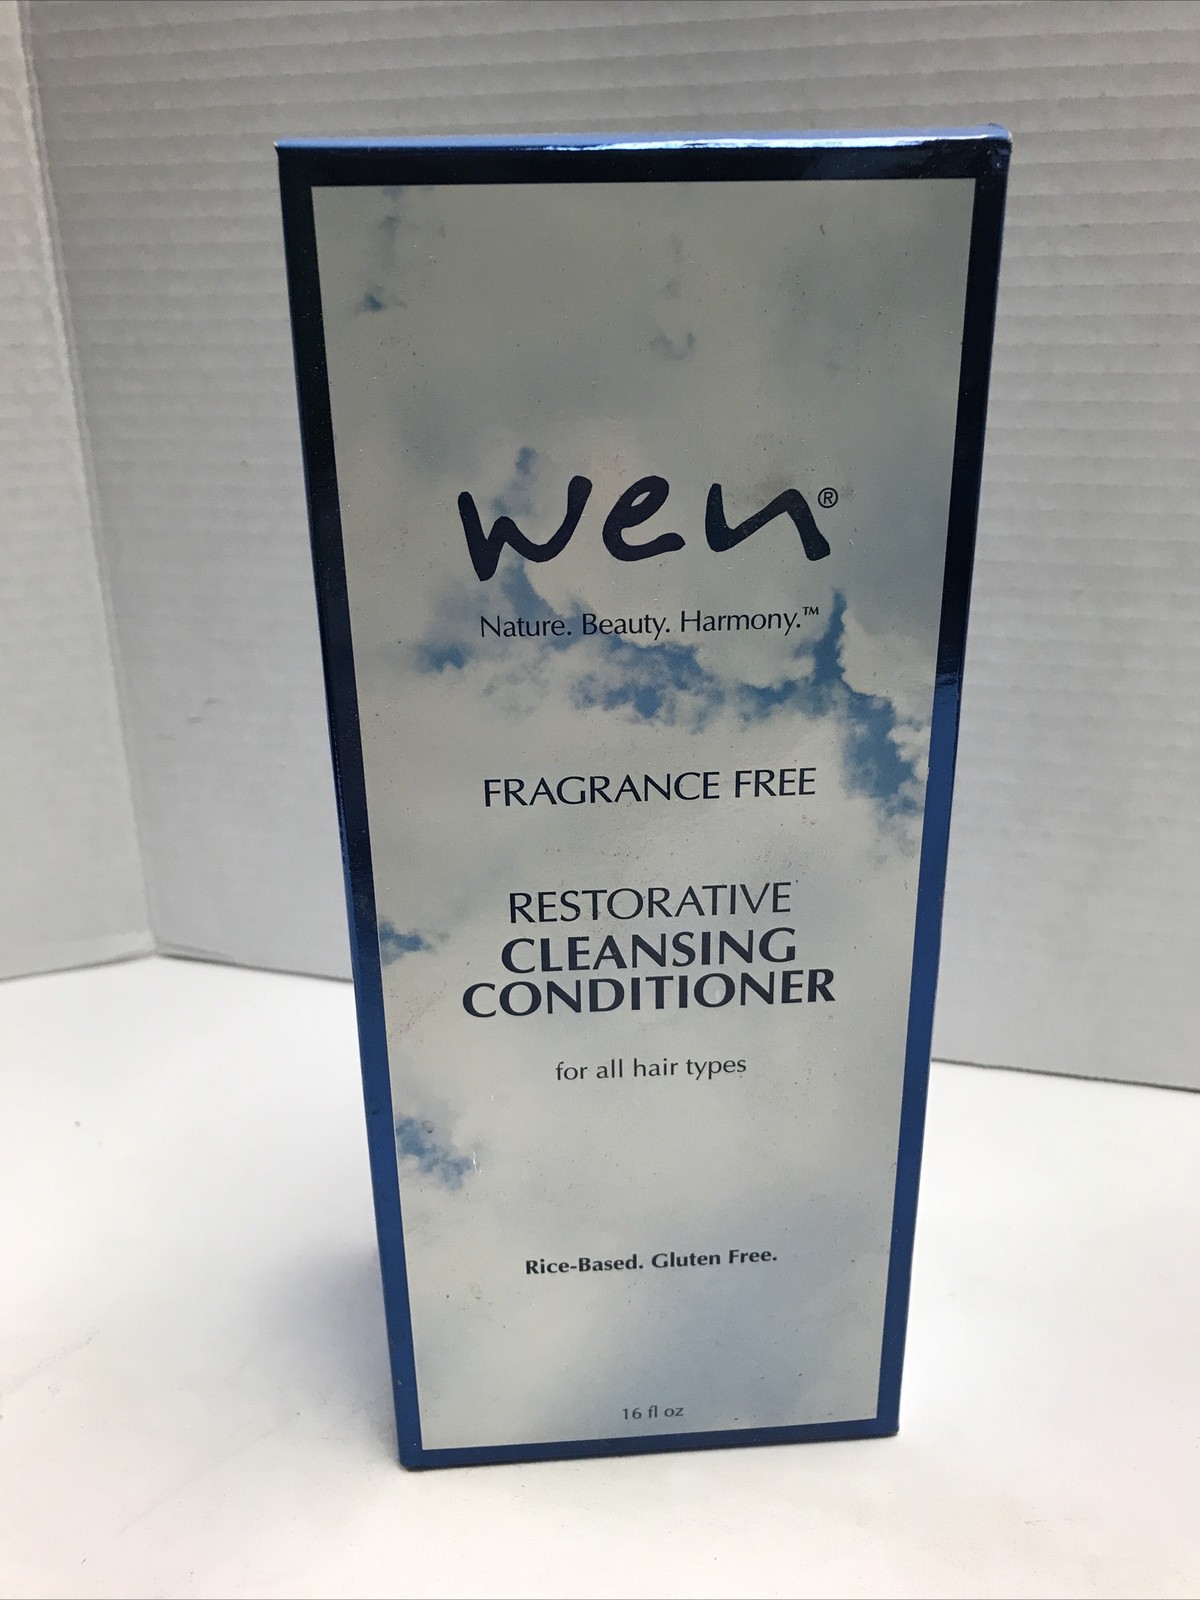 wen®
Nature. Beauty. Harmony.™
FRAGRANCE FREE
RESTORATIVE
CLEANSING
CONDITIONER
for all hair types
Rice-Based. Gluten Free.
16 fl oz